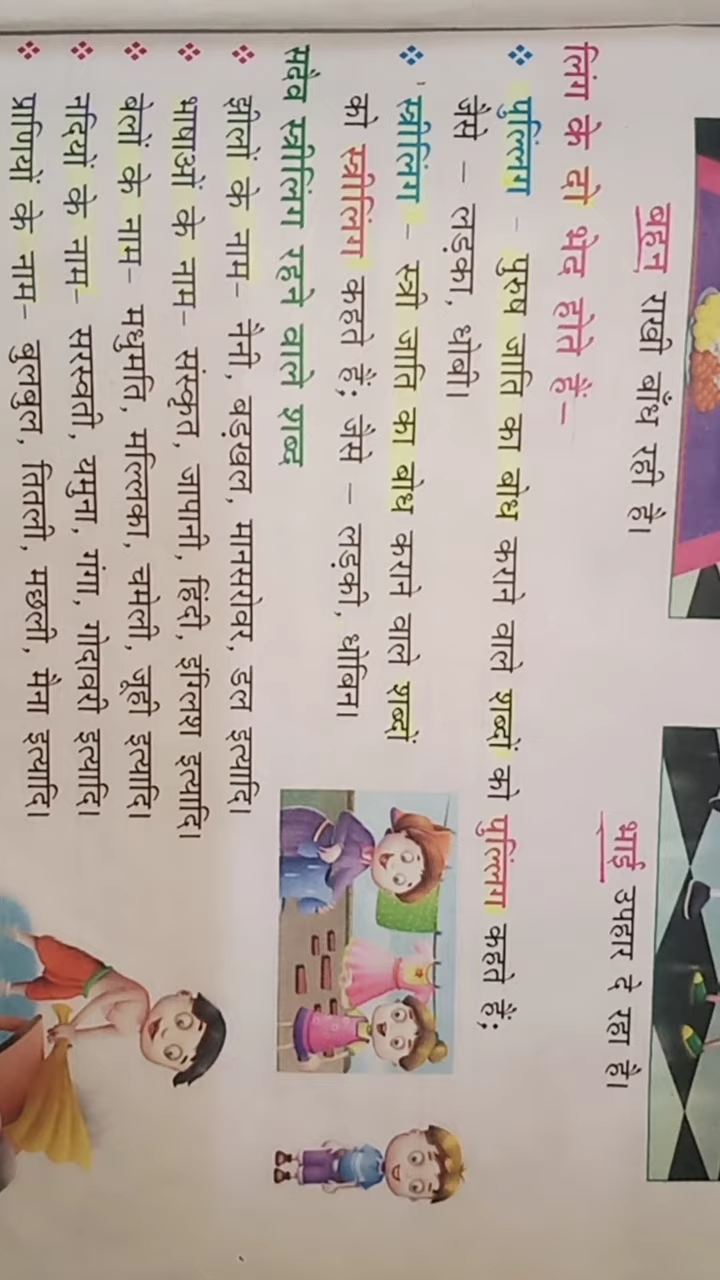 बहन राखी बाँध रही है।
भाई उपहार दे रहा है।
लिंग के दो भेद होते हैं–
❖ पुल्लिंग – पुरुष जाति का बोध कराने वाले शब्दों को पुल्लिंग कहते हैं;
जैसे – लड़का, धोबी।
❖ स्त्रीलिंग – स्त्री जाति का बोध कराने वाले शब्दों
को स्त्रीलिंग कहते हैं; जैसे – लड़की, धोबिन।
सदैव स्त्रीलिंग रहने वाले शब्द
❖ झीलों के नाम– नैनी, बड़खल, मानसरोवर, डल इत्यादि।
❖ भाषाओं के नाम– संस्कृत, जापानी, हिंदी, इंग्लिश इत्यादि।
❖ बेलों के नाम– मधुमति, मल्लिका, चमेली, जूही इत्यादि।
❖ नदियों के नाम– सरस्वती, यमुना, गंगा, गोदावरी इत्यादि।
❖ प्राणियों के नाम– बुलबुल, तितली, मछली, मैना इत्यादि।